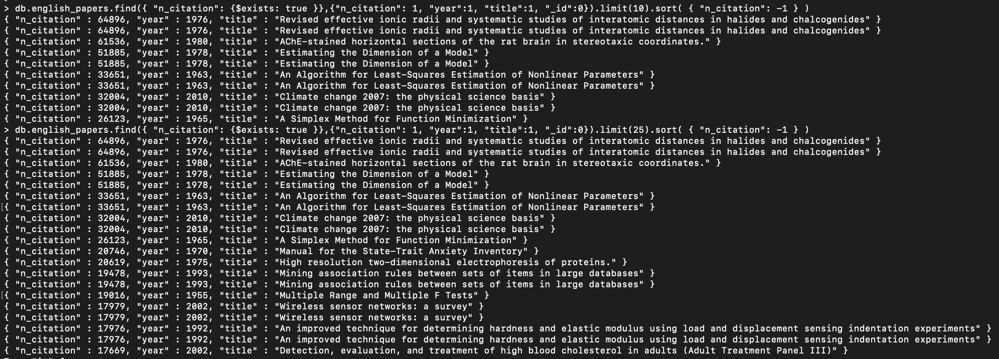 > db.english_papers.find({ "n_citation": {$exists: true }},{"n_citation": 1, "year":1, "title":1, "_id":0}).limit(10).sort( { "n_citation": -1 } )
{ "n_citation" : 64896, "year" : 1976, "title" : "Revised effective ionic radii and systematic studies of interatomic distances in halides and chalcogenides" }
{ "n_citation" : 64896, "year" : 1976, "title" : "Revised effective ionic radii and systematic studies of interatomic distances in halides and chalcogenides" }
{ "n_citation" : 61536, "year" : 1980, "title" : "AChE-stained horizontal sections of the rat brain in stereotaxic coordinates." }
{ "n_citation" : 51885, "year" : 1978, "title" : "Estimating the Dimension of a Model" }
{ "n_citation" : 51885, "year" : 1978, "title" : "Estimating the Dimension of a Model" }
{ "n_citation" : 33651, "year" : 1963, "title" : "An Algorithm for Least-Squares Estimation of Nonlinear Parameters" }
{ "n_citation" : 33651, "year" : 1963, "title" : "An Algorithm for Least-Squares Estimation of Nonlinear Parameters" }
{ "n_citation" : 32004, "year" : 2010, "title" : "Climate change 2007: the physical science basis" }
{ "n_citation" : 32004, "year" : 2010, "title" : "Climate change 2007: the physical science basis" }
{ "n_citation" : 26123, "year" : 1965, "title" : "A Simplex Method for Function Minimization" }
> db.english_papers.find({ "n_citation": {$exists: true }},{"n_citation": 1, "year":1, "title":1, "_id":0}).limit(25).sort( { "n_citation": -1 } )
{ "n_citation" : 64896, "year" : 1976, "title" : "Revised effective ionic radii and systematic studies of interatomic distances in halides and chalcogenides" }
{ "n_citation" : 64896, "year" : 1976, "title" : "Revised effective ionic radii and systematic studies of interatomic distances in halides and chalcogenides" }
{ "n_citation" : 61536, "year" : 1980, "title" : "AChE-stained horizontal sections of the rat brain in stereotaxic coordinates." }
{ "n_citation" : 51885, "year" : 1978, "title" : "Estimating the Dimension of a Model" }
{ "n_citation" : 51885, "year" : 1978, "title" : "Estimating the Dimension of a Model" }
{ "n_citation" : 33651, "year" : 1963, "title" : "An Algorithm for Least-Squares Estimation of Nonlinear Parameters" }
[{ "n_citation" : 33651, "year" : 1963, "title" : "An Algorithm for Least-Squares Estimation of Nonlinear Parameters" }
{ "n_citation" : 32004, "year" : 2010, "title" : "Climate change 2007: the physical science basis" }
{ "n_citation" : 32004, "year" : 2010, "title" : "Climate change 2007: the physical science basis" }
{ "n_citation" : 26123, "year" : 1965, "title" : "A Simplex Method for Function Minimization" }
{ "n_citation" : 20746, "year" : 1970, "title" : "Manual for the State-Trait Anxiety Inventory" }
{ "n_citation" : 20619, "year" : 1975, "title" : "High resolution two-dimensional electrophoresis of proteins." }
{ "n_citation" : 19478, "year" : 1993, "title" : "Mining association rules between sets of items in large databases" }
{ "n_citation" : 19478, "year" : 1993, "title" : "Mining association rules between sets of items in large databases" }
[{ "n_citation" : 19016, "year" : 1955, "title" : "Multiple Range and Multiple F Tests" }
{ "n_citation" : 17979, "year" : 2002, "title" : "Wireless sensor networks: a survey" }
{ "n_citation" : 17979, "year" : 2002, "title" : "Wireless sensor networks: a survey" }
{ "n_citation" : 17976, "year" : 1992, "title" : "An improved technique for determining hardness and elastic modulus using load and displacement sensing indentation experiments" }
{ "n_citation" : 17976, "year" : 1992, "title" : "An improved technique for determining hardness and elastic modulus using load and displacement sensing indentation experiments" }
{ "n_citation" : 17669, "year" : 2002, "title" : "Detection, evaluation, and treatment of high blood cholesterol in adults (Adult Treatment Panel III)" }